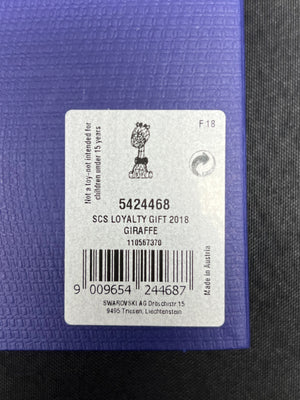 Not a toy-not intended for
children under 15 years
F 18
5424468
SCS LOYALTY GIFT 2018
GIRAFFE
110567370
9 009654 244687
Made in Austria
SWAROVSKI AG Dröschistr.15
9495 Triesen, Liechtenstein